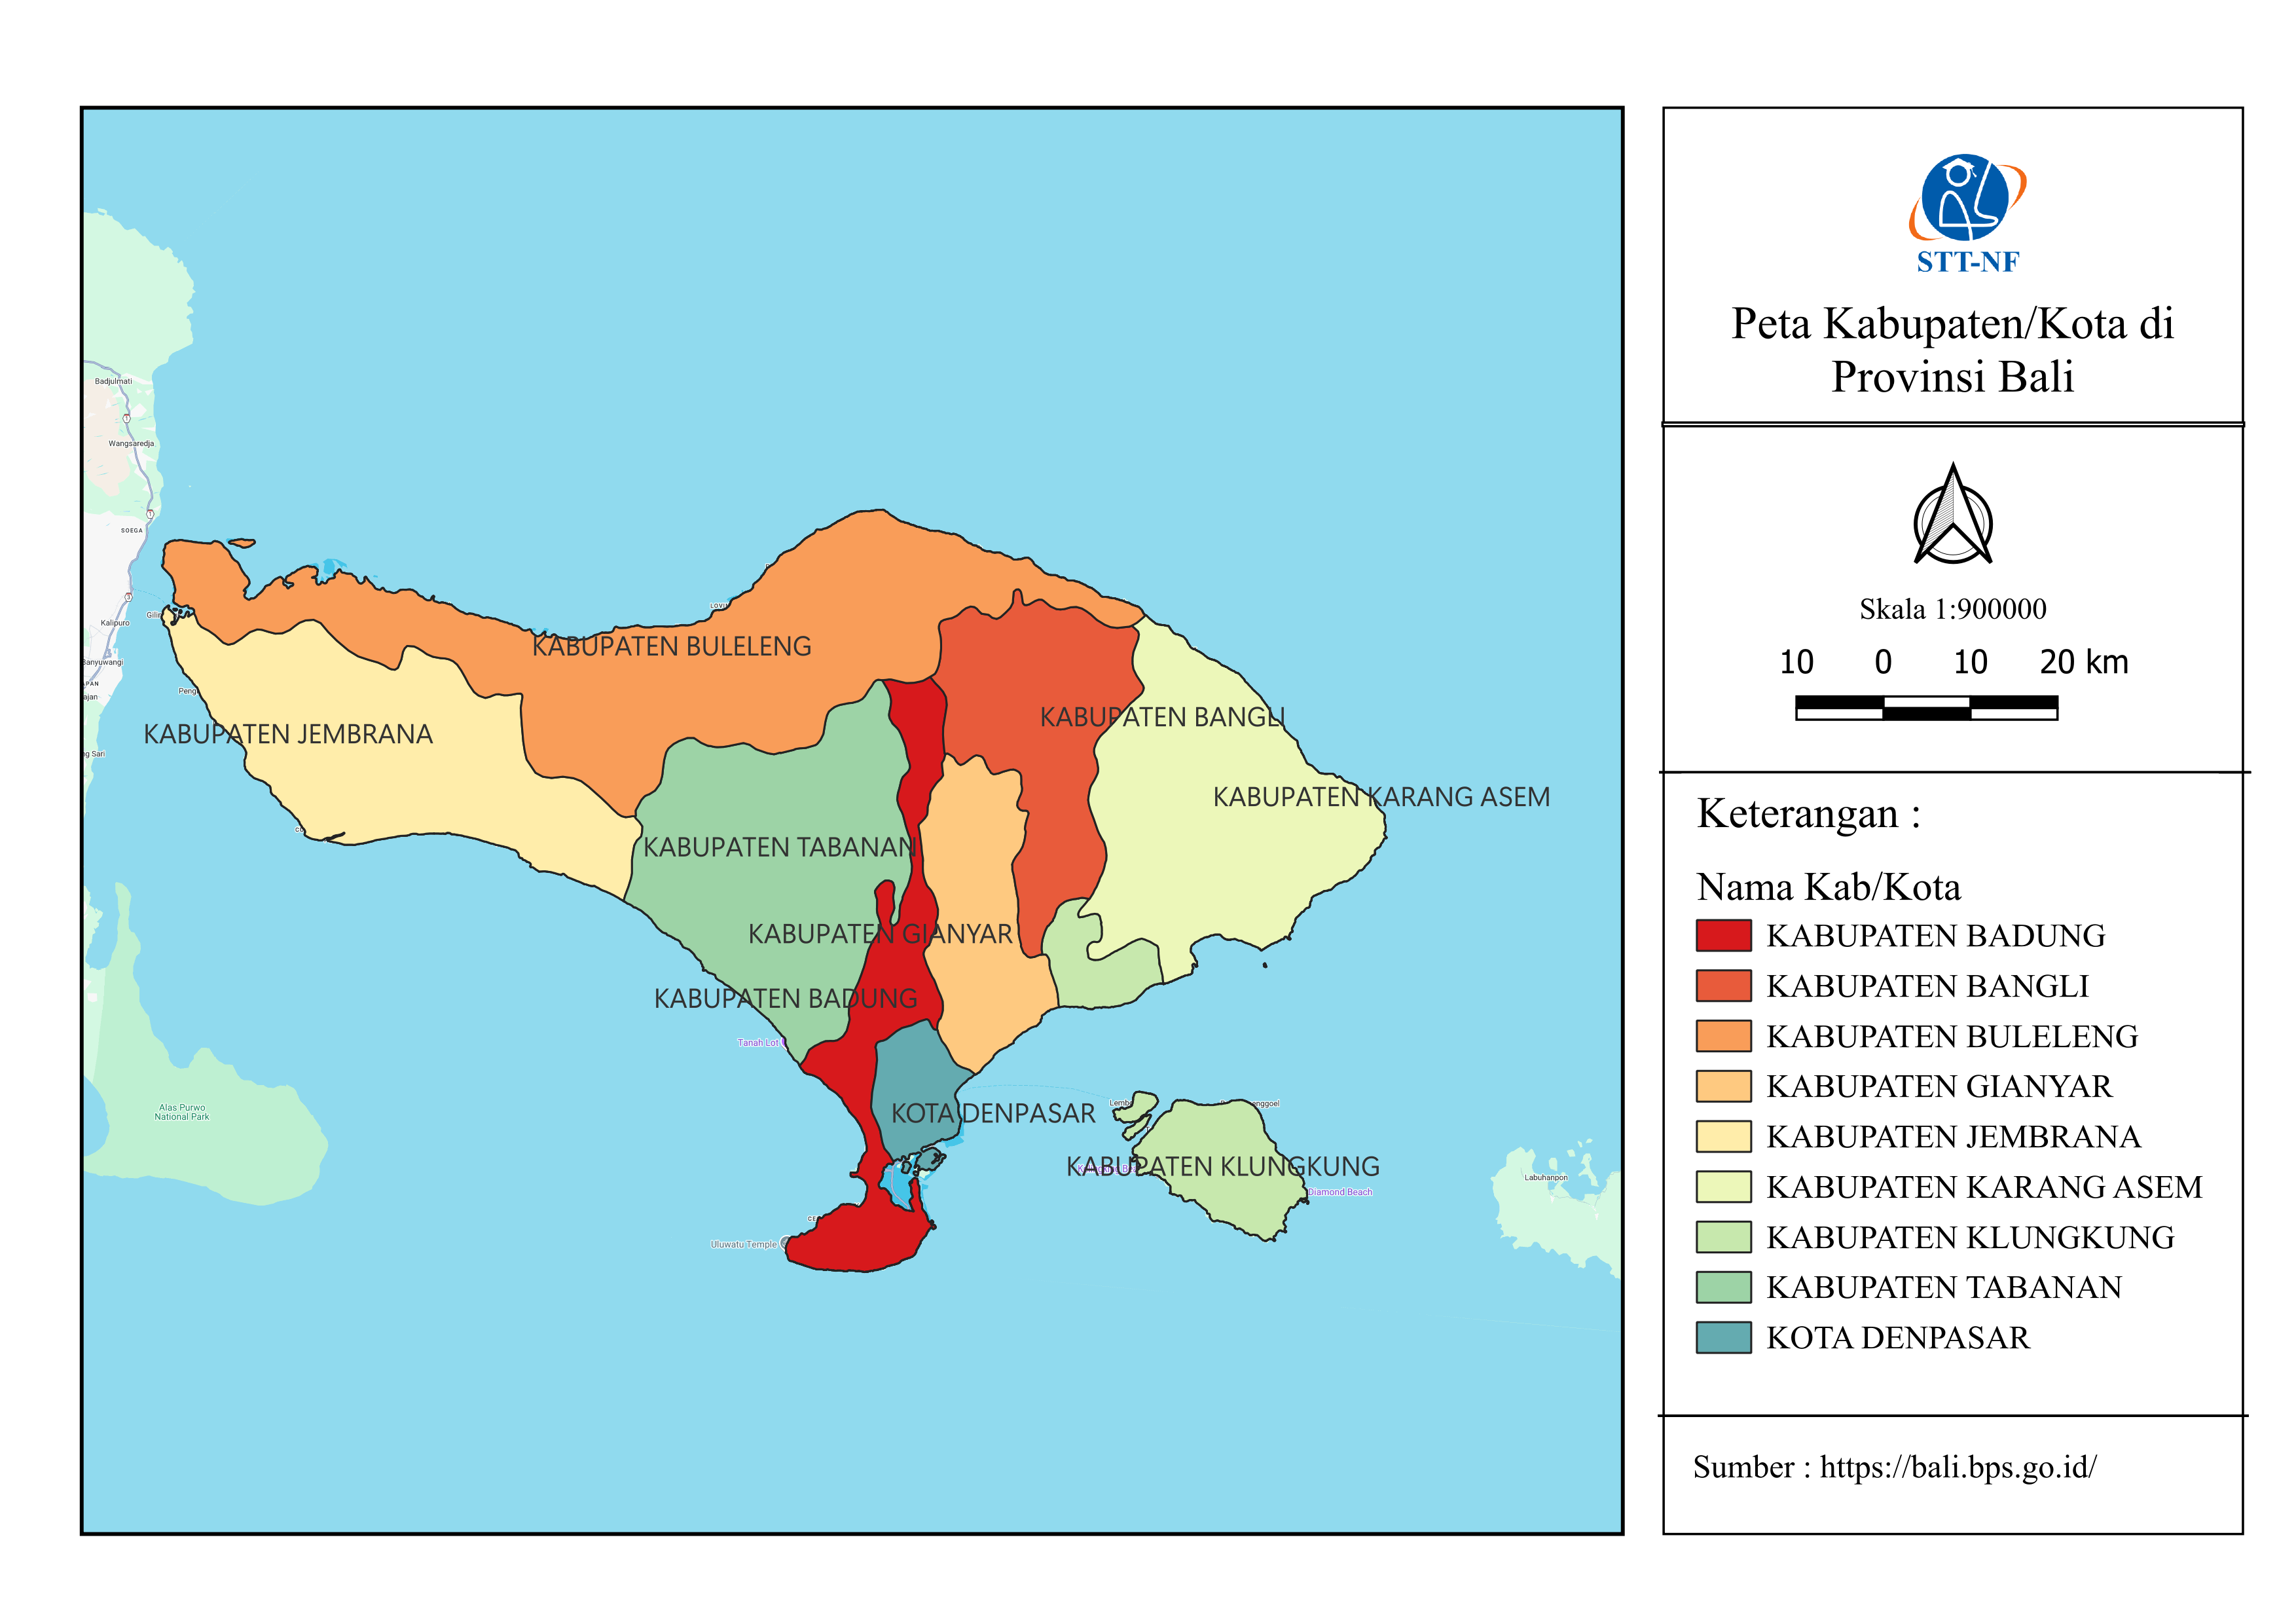 STT-NF
Peta Kabupaten/Kota di
Provinsi Bali
Skala 1:900000
10 0 10 20 km
Keterangan :
Nama Kab/Kota
KABUPATEN BADUNG
KABUPATEN BANGLI
KABUPATEN BULELENG
KABUPATEN GIANYAR
KABUPATEN JEMBRANA
KABUPATEN KARANG ASEM
KABUPATEN KLUNGKUNG
KABUPATEN TABANAN
KOTA DENPASAR
Sumber : https://bali.bps.go.id/
Badjulmati
Wangsaredja
SOEGA
Kalipuro
Banyuwangi
KABUPATEN BULELENG
KABUPATEN JEMBRANA
KABUPATEN BANGLI
KABUPATEN KARANG ASEM
KABUPATEN TABANAN
KABUPATEN GIANYAR
KABUPATEN BADUNG
Tanah Lot
KOTA DENPASAR
Alas Purwo
National Park
KABUPATEN KLUNGKUNG
Labuhanpon
Diamond Beach
Uluwatu Temple